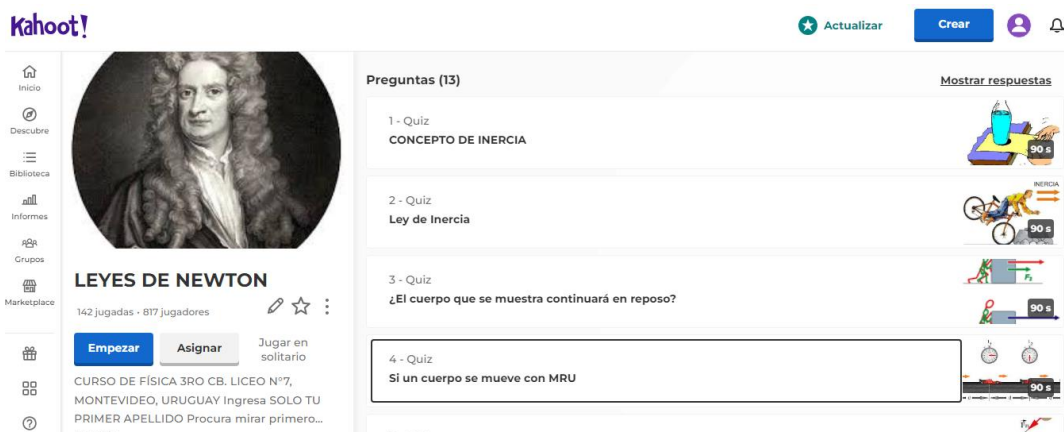 Kahoot!
Actualizar
Crear
Inicio
Descubre
Biblioteca
Informes
Grupos
Marketplace
LEYES DE NEWTON
142 jugadas · 817 jugadores
Empezar
Asignar
Jugar en
solitario
CURSO DE FÍSICA 3RO CB. LICEO N°7,
MONTEVIDEO, URUGUAY Ingresa SOLO TU
PRIMER APELLIDO Procura mirar primero...
Preguntas (13)
Mostrar respuestas
1 - Quiz
CONCEPTO DE INERCIA
90 s
2 - Quiz
Ley de Inercia
INERCIA
90 s
3 - Quiz
¿El cuerpo que se muestra continuará en reposo?
90 s
4 - Quiz
Si un cuerpo se mueve con MRU
90 s